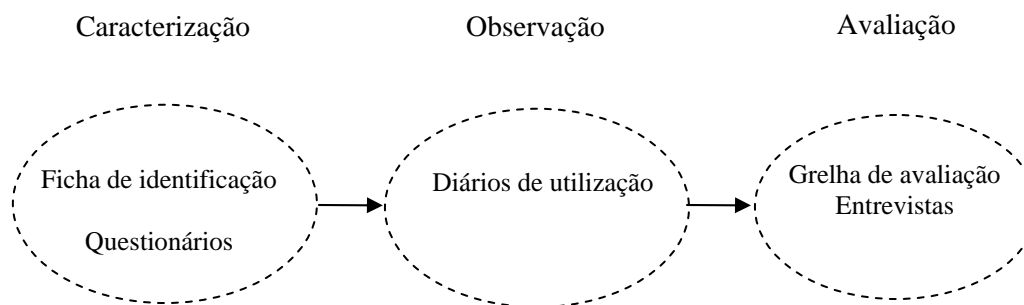 Caracterização
Observação
Avaliação
Ficha de identificação
Questionários
Diários de utilização
Grelha de avaliação
Entrevistas